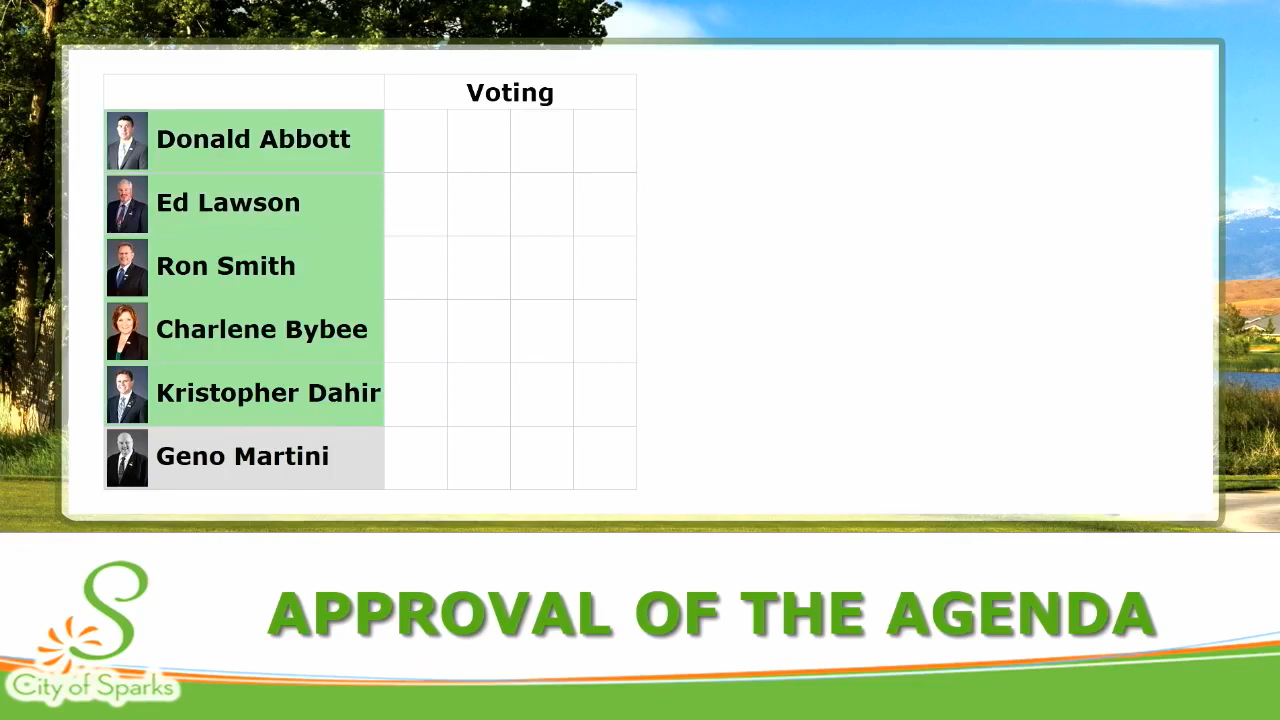 Voting
Donald Abbott
Ed Lawson
Ron Smith
Charlene Bybee
Kristopher Dahir
Geno Martini
APPROVAL OF THE AGENDA
S
City of Sparks